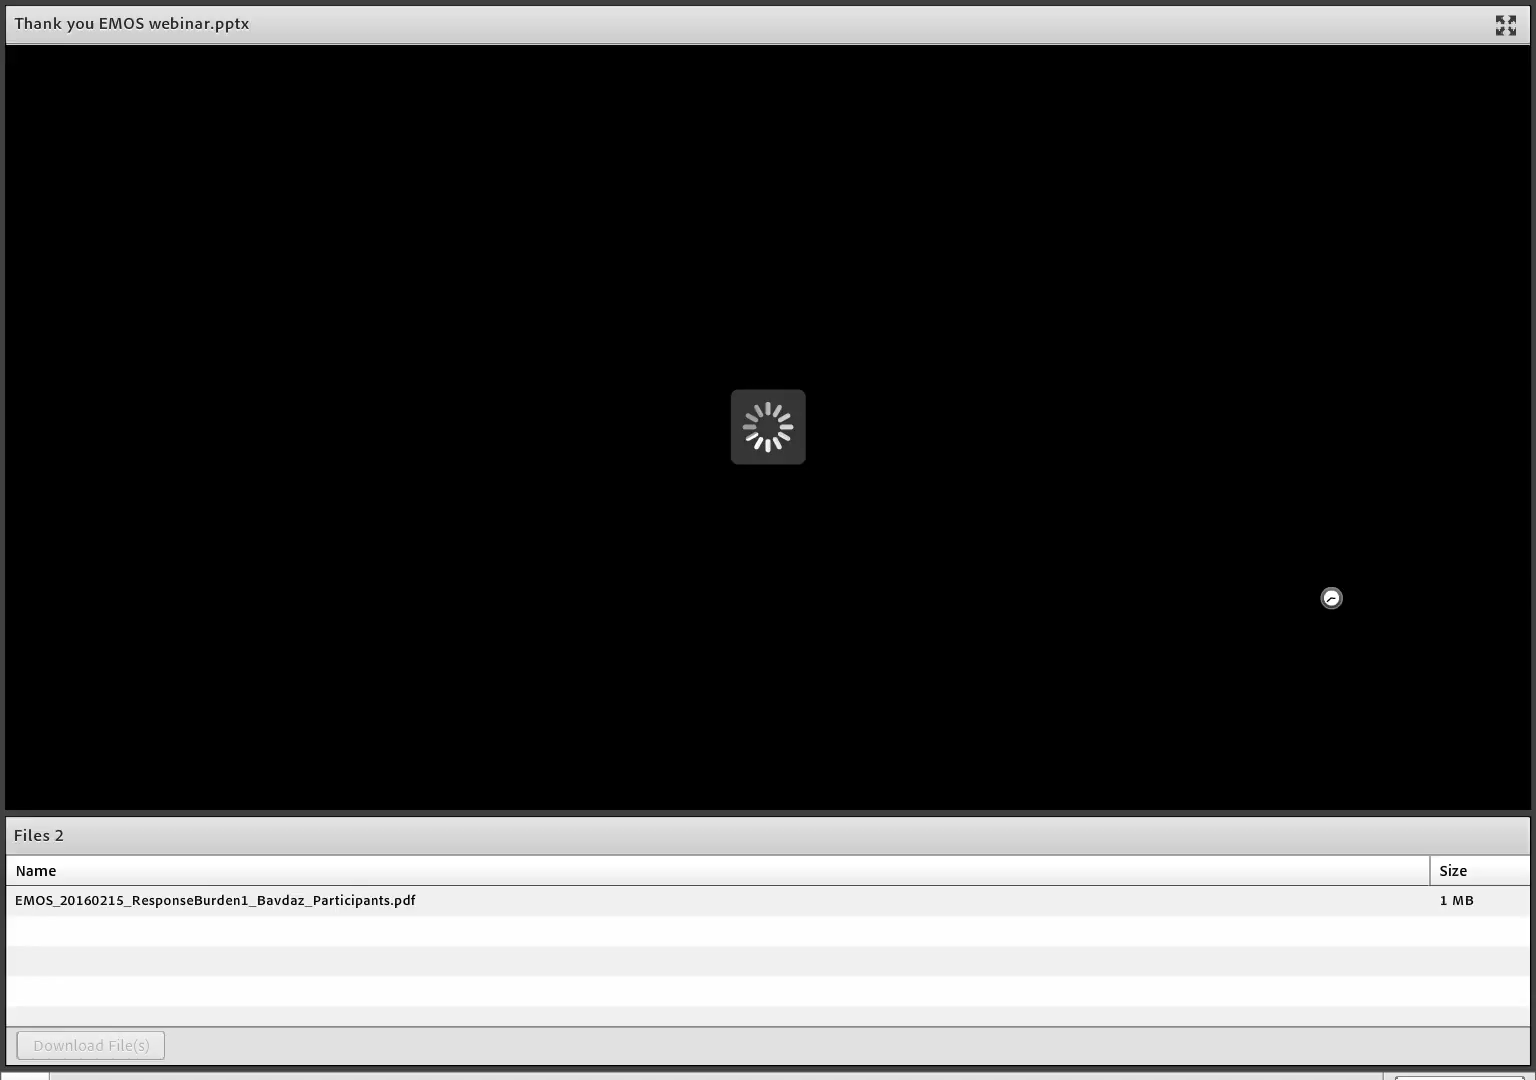 Thank you EMOS webinar.pptx
Files 2
Name Size
EMOS_20160215_ResponseBurden1_Bavdaz_Participants.pdf 1 MB
Download File(s)